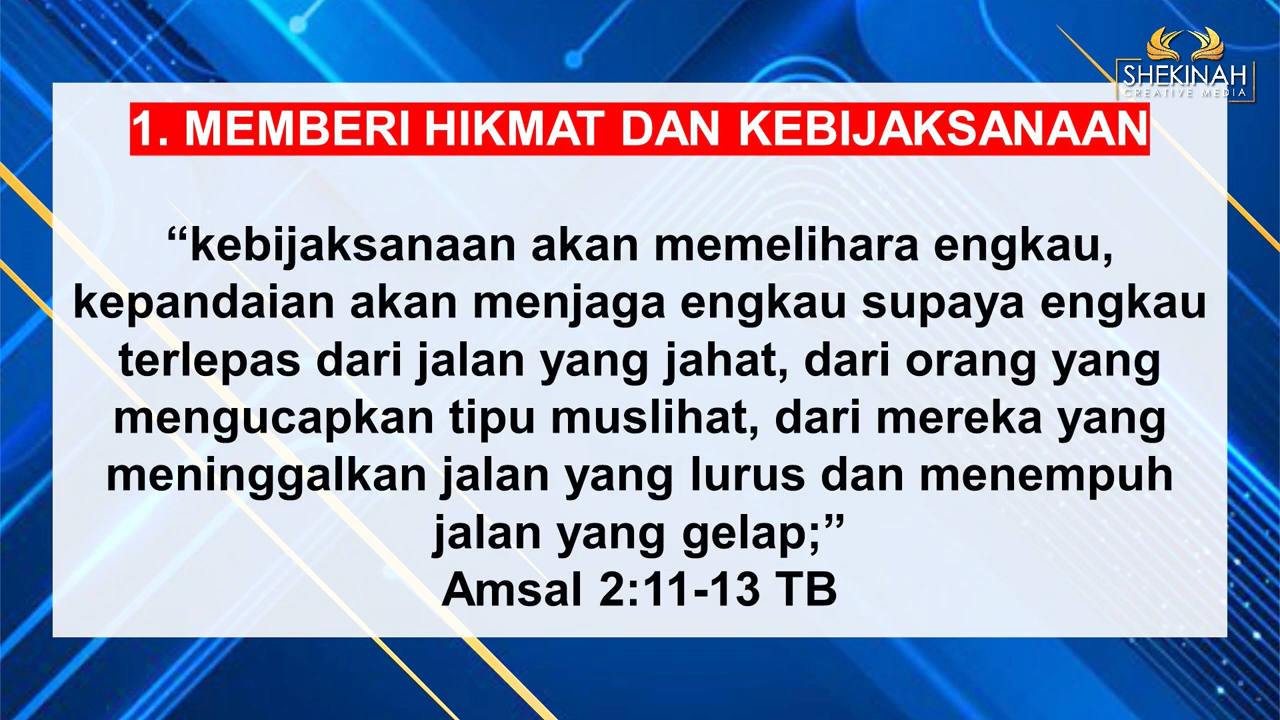 SHEKINAH
CREATIVE MEDIA
1. MEMBERI HIKMAT DAN KEBIJAKSANAAN
“kebijaksanaan akan memelihara engkau,
kepandaian akan menjaga engkau supaya engkau
terlepas dari jalan yang jahat, dari orang yang
mengucapkan tipu muslihat, dari mereka yang
meninggalkan jalan yang lurus dan menempuh
jalan yang gelap;”
Amsal 2:11-13 TB